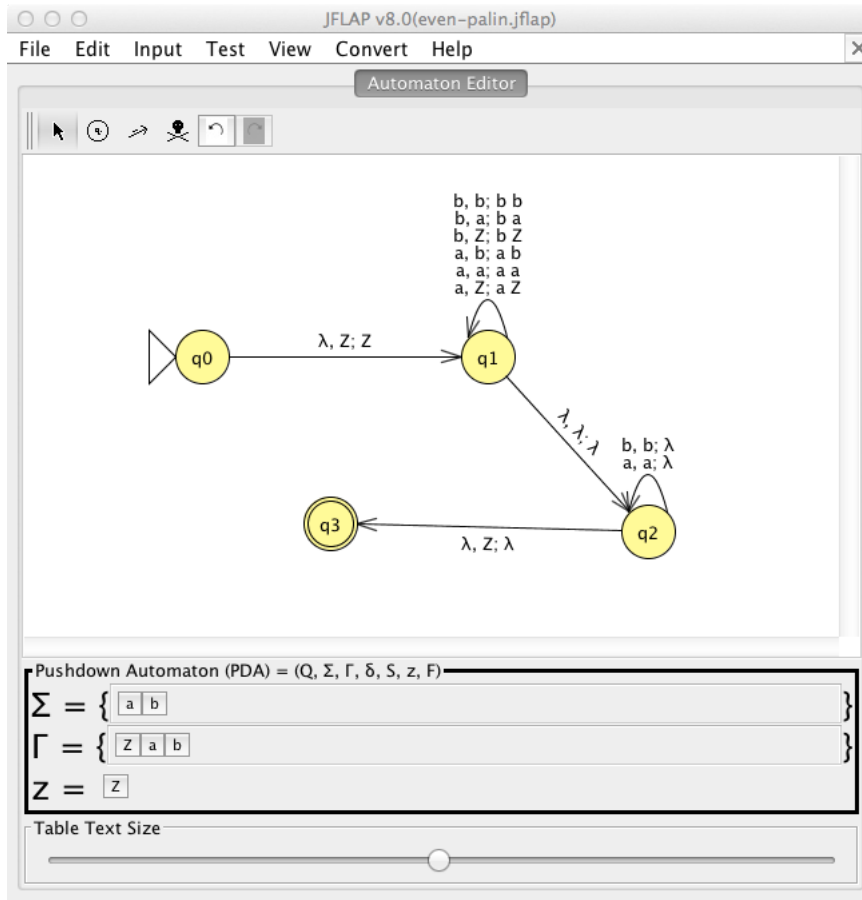 JFLAP v8.0(even-palin.jflap)
File Edit Input Test View Convert Help
Automaton Editor
b, b; b b
b, a; b a
b, Z; b Z
a, b; a b
a, a; a a
a, Z; a Z
λ, Z; Z
q0
q1
λ, λ; λ
b, b; λ
a, a; λ
q3
q2
λ, Z; λ
Pushdown Automaton (PDA) = (Q, Σ, Γ, δ, S, z, F)
Σ = { a b }
Γ = { Z a b }
z = Z
Table Text Size